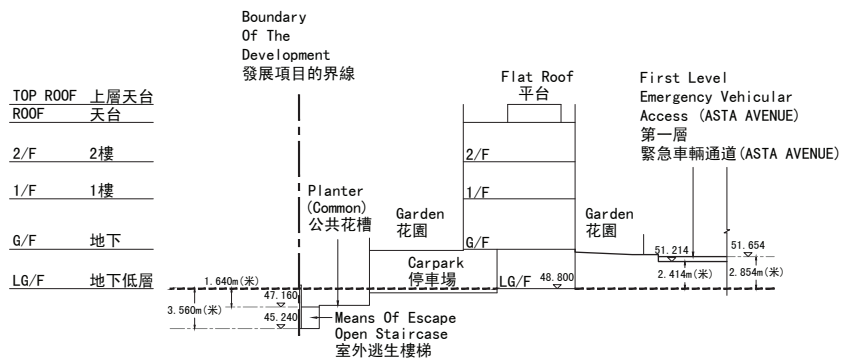 Boundary
Of The
Development
發展項目的界線
Flat Roof
平台
First Level
Emergency Vehicular
Access (ASTA AVENUE)
第一層
緊急車輛通道(ASTA AVENUE)
TOP ROOF 上層天台
ROOF 天台
2/F 2樓
2/F
1/F 1樓
1/F
Planter
(Common)
公共花槽
Garden
花園
Garden
花園
G/F 地下
G/F
51.214
51.654
Carpark
停車場
LG/F 地下低層
1.640m(米)
LG/F
48.800
2.414m(米)
2.854m(米)
47.160
3.560m(米)
45.240
Means Of Escape
Open Staircase
室外逃生樓梯